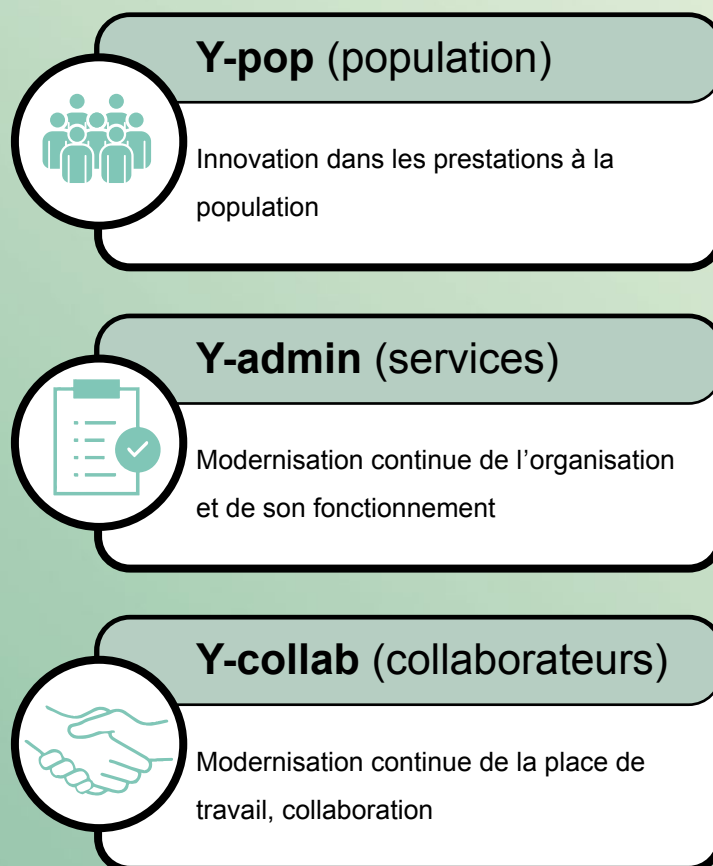 Y-pop (population)
Innovation dans les prestations à la
population
Y-admin (services)
Modernisation continue de l’organisation
et de son fonctionnement
Y-collab (collaborateurs)
Modernisation continue de la place de
travail, collaboration